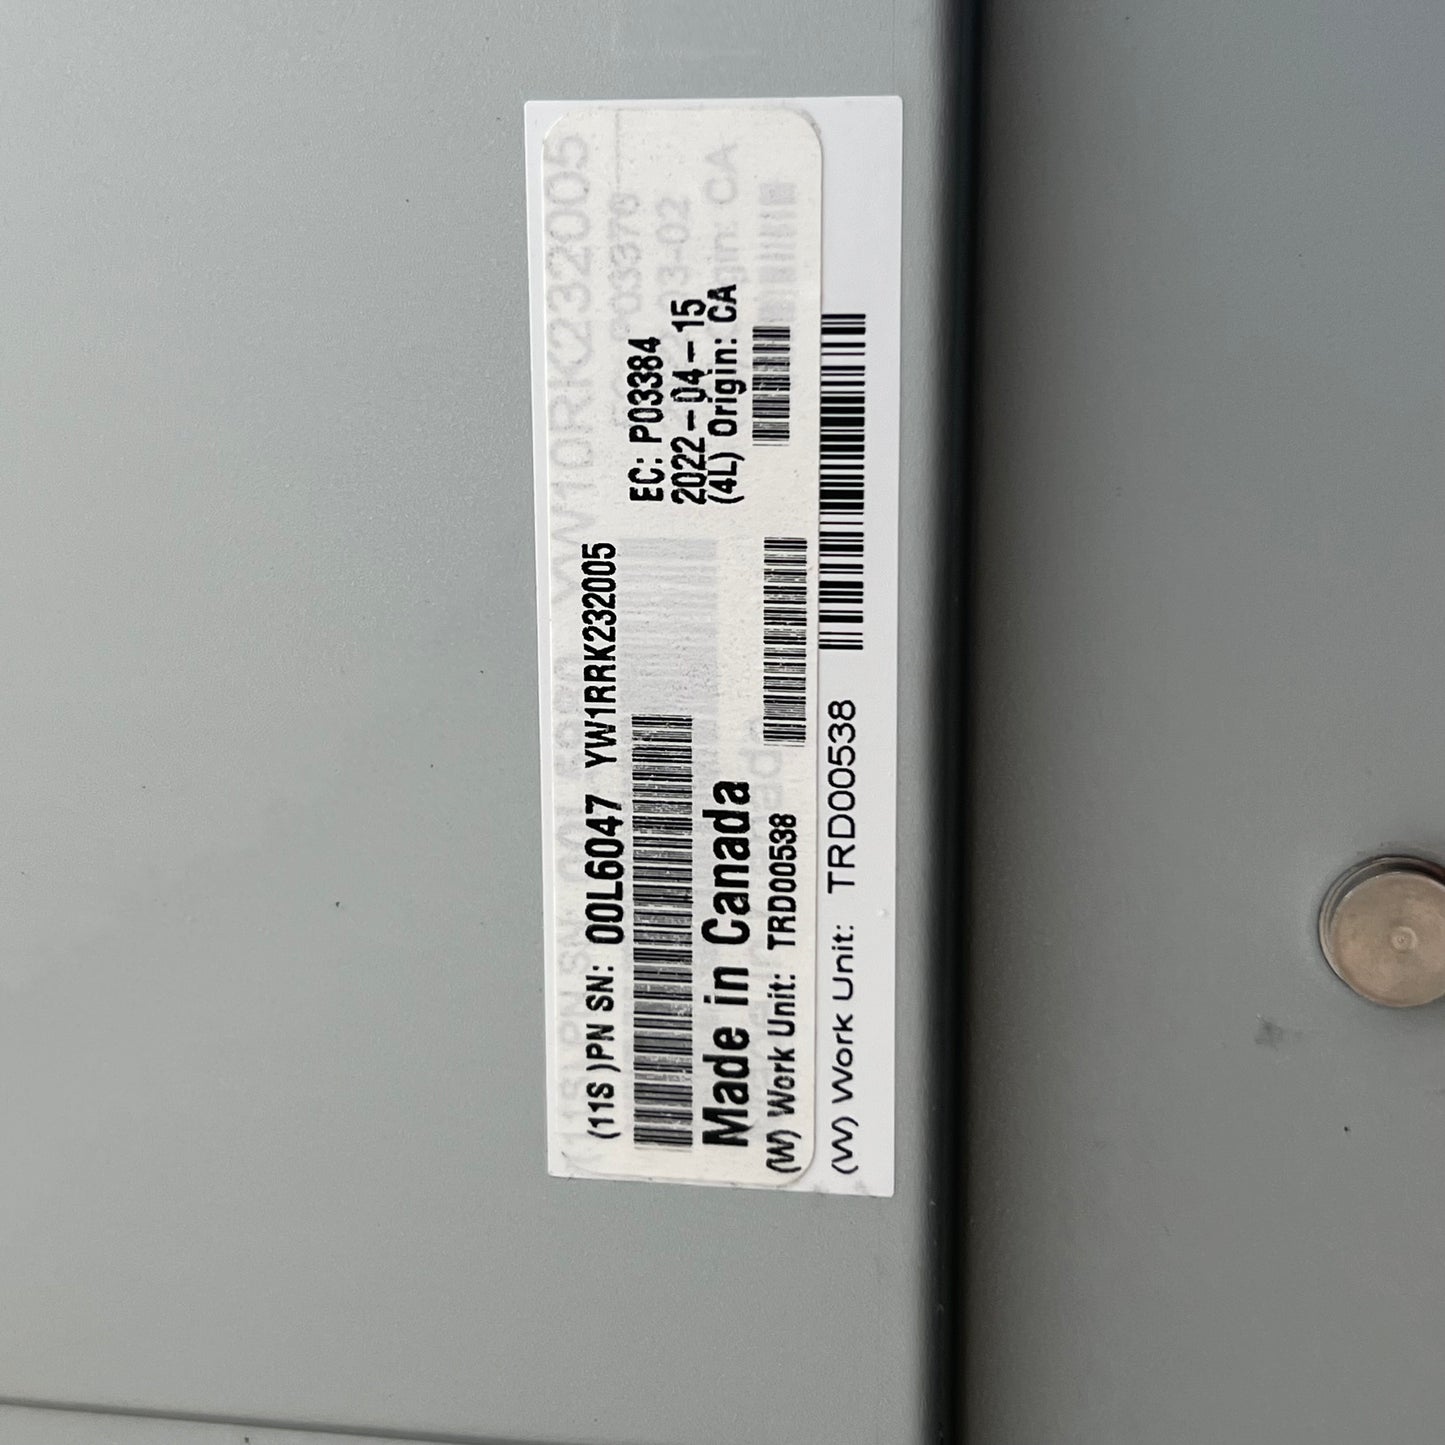 (11S)PN SN: 00L6047 YW1RRK232005
EC: P03384
2022-04-15
(4L) Origin: CA
Made in Canada
(W) Work Unit: TRD00538
(W) Work Unit: TRD00538